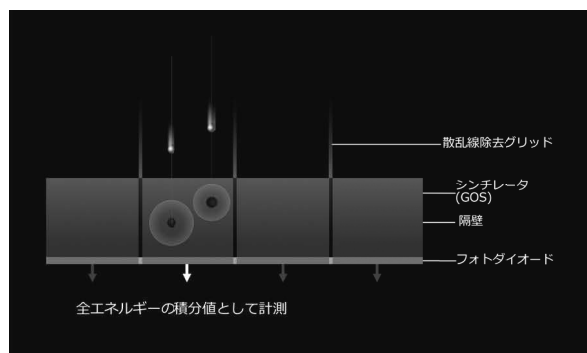 散乱線除去グリッド
シンチレータ
(GOS)
隔壁
フォトダイオード
全エネルギーの積分値として計測